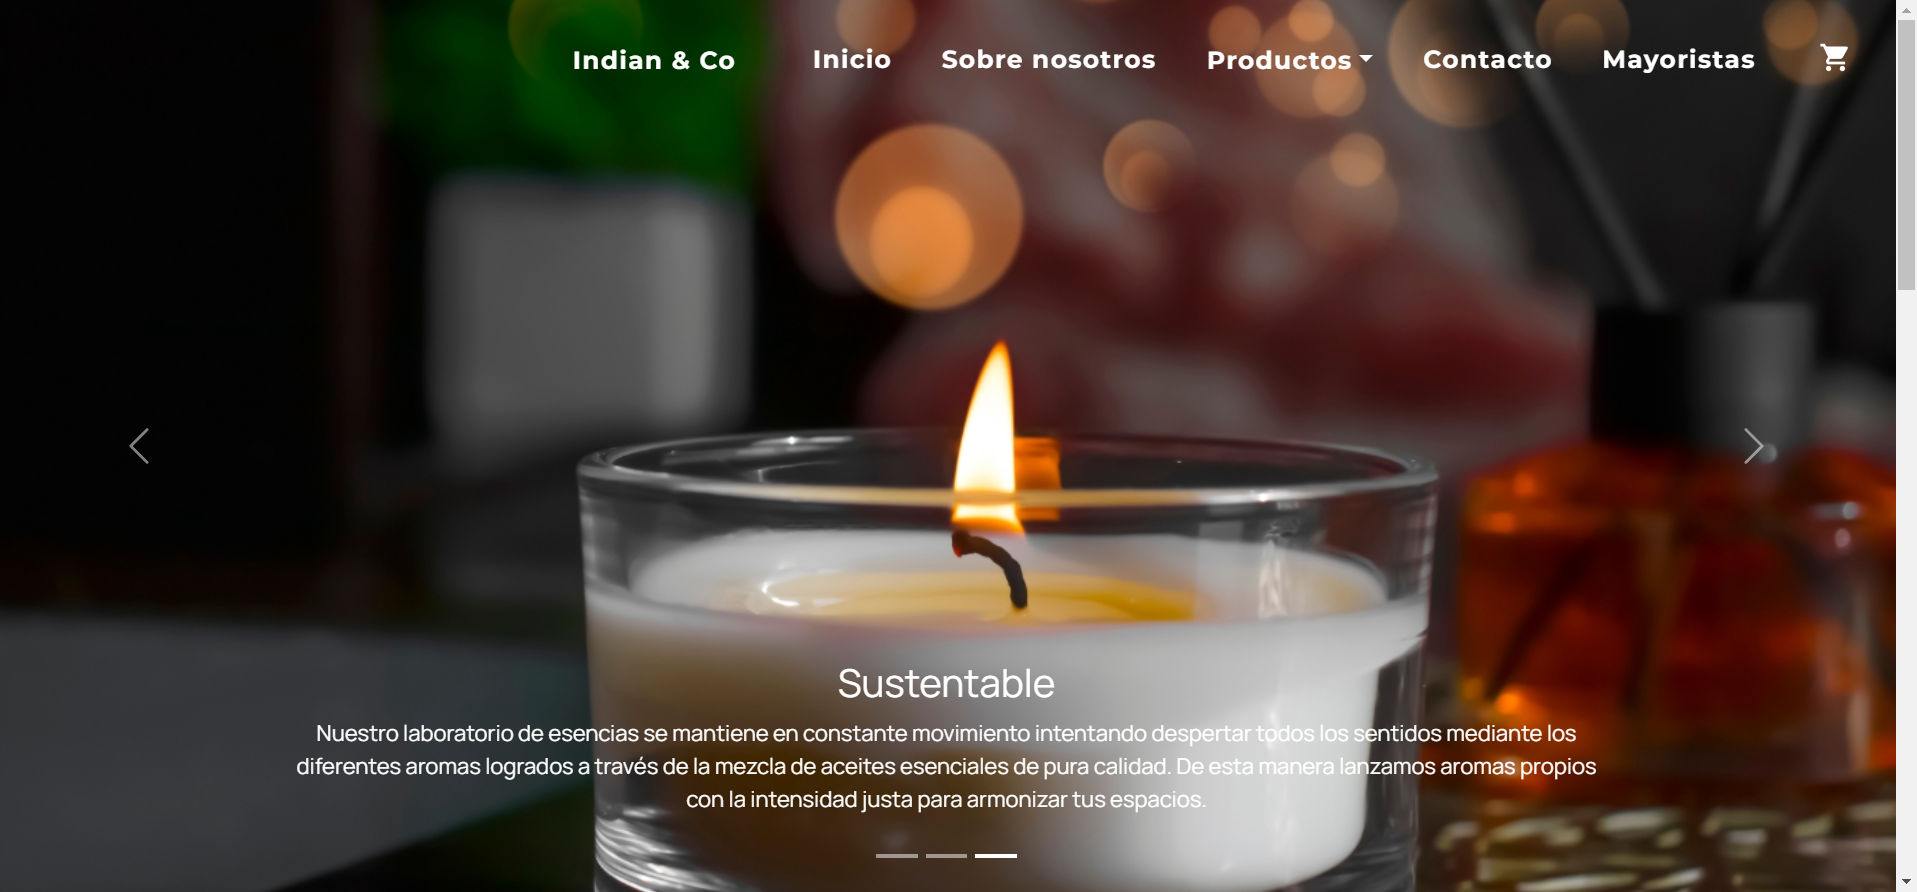 Indian & Co Inicio Sobre nosotros Productos Contacto Mayoristas
Sustentable
Nuestro laboratorio de esencias se mantiene en constante movimiento intentando despertar todos los sentidos mediante los
diferentes aromas logrados a través de la mezcla de aceites esenciales de pura calidad. De esta manera lanzamos aromas propios
con la intensidad justa para armonizar tus espacios.